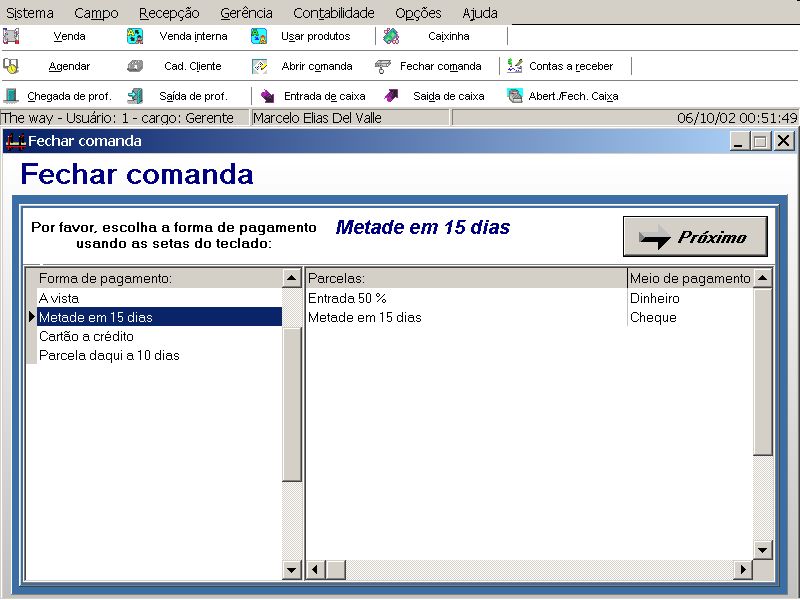 Sistema Campo Recepção Gerência Contabilidade Opções Ajuda
Venda Venda interna Usar produtos Caixinha
Agendar Cad. Cliente Abrir comanda Fechar comanda Contas a receber
Chegada de prof. Saída de prof. Entrada de caixa Saida de caixa Abert./Fech. Caixa
The way - Usuário: 1 - cargo: Gerente Marcelo Elias Del Valle 06/10/02 00:51:49
Fechar comanda
Fechar comanda
Por favor, escolha a forma de pagamento
usando as setas do teclado:
Metade em 15 dias
Próximo
Forma de pagamento:
A vista
Metade em 15 dias
Cartão a crédito
Parcela daqui a 10 dias
Parcelas: Meio de pagamento
Entrada 50 % Dinheiro
Metade em 15 dias Cheque